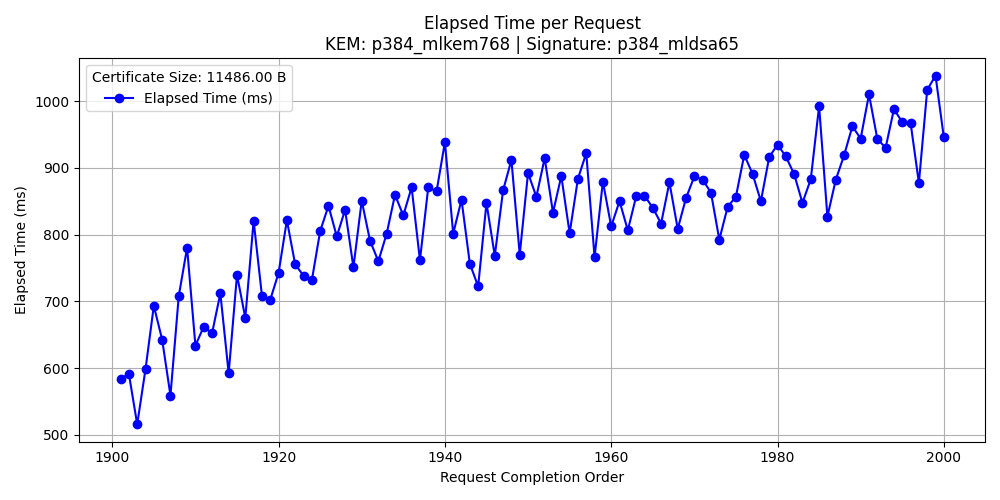 Elapsed Time per Request
KEM: p384_mlkem768 | Signature: p384_mldsa65
Certificate Size: 11486.00 B
Elapsed Time (ms)
Elapsed Time (ms)
1000
900
800
700
600
500
1900 1920 1940 1960 1980 2000
Request Completion Order